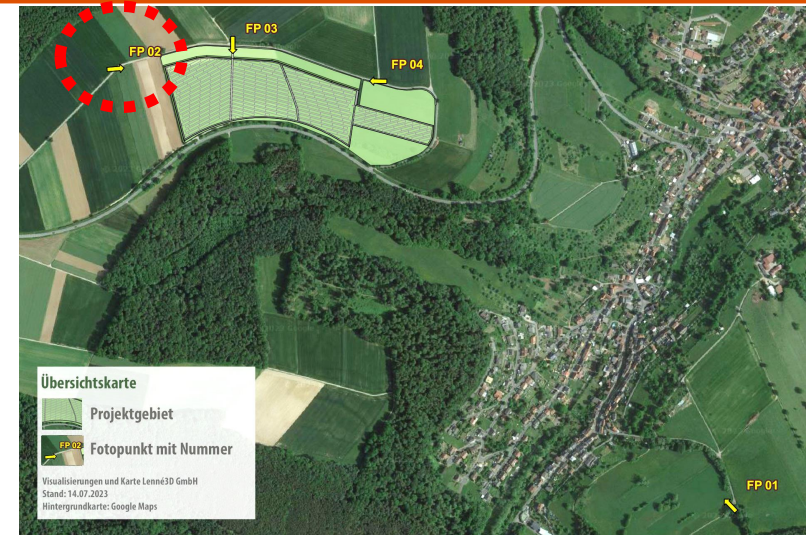 FP 03
FP 02
FP 04
FP 01
Übersichtskarte
Projektgebiet
FP 02
Fotopunkt mit Nummer
Visualisierungen und Karte Lenné3D GmbH
Stand: 14.07.2023
Hintergrundkarte: Google Maps